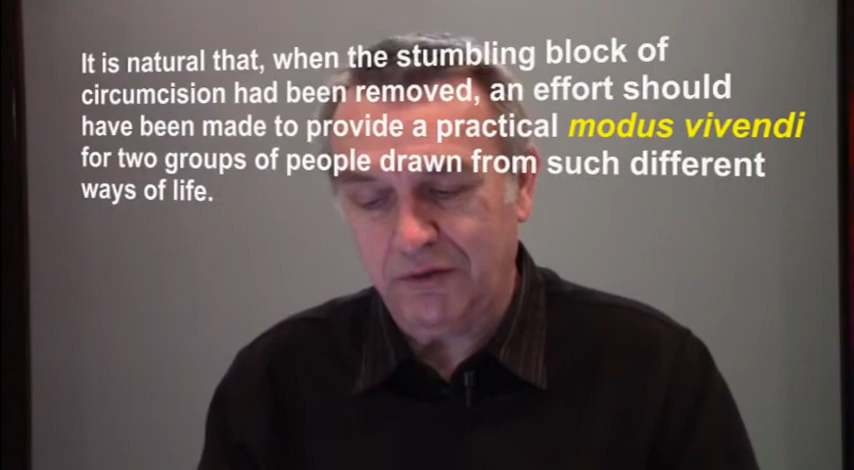 It is natural that, when the stumbling block of
circumcision had been removed, an effort should
have been made to provide a practical modus vivendi
for two groups of people drawn from such different
ways of life.